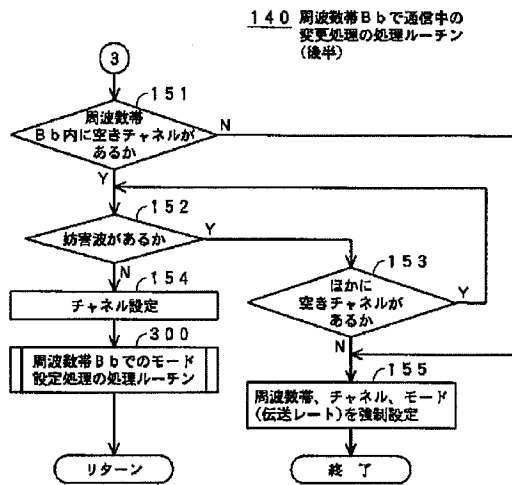 140 周波数帯Bbで通信中の
変更処理の処理ルーチン
(後半)
3
151
周波数帯
Bb内に空きチャネルが
あるか
N
Y
152
妨害波があるか
Y
N
153
ほかに
空きチャネルが
あるか
Y
N
154
チャネル設定
300
周波数帯Bbでのモード
設定処理の処理ルーチン
155
周波数帯、チャネル、モード
(伝送レート)を強制設定
リターン
終了